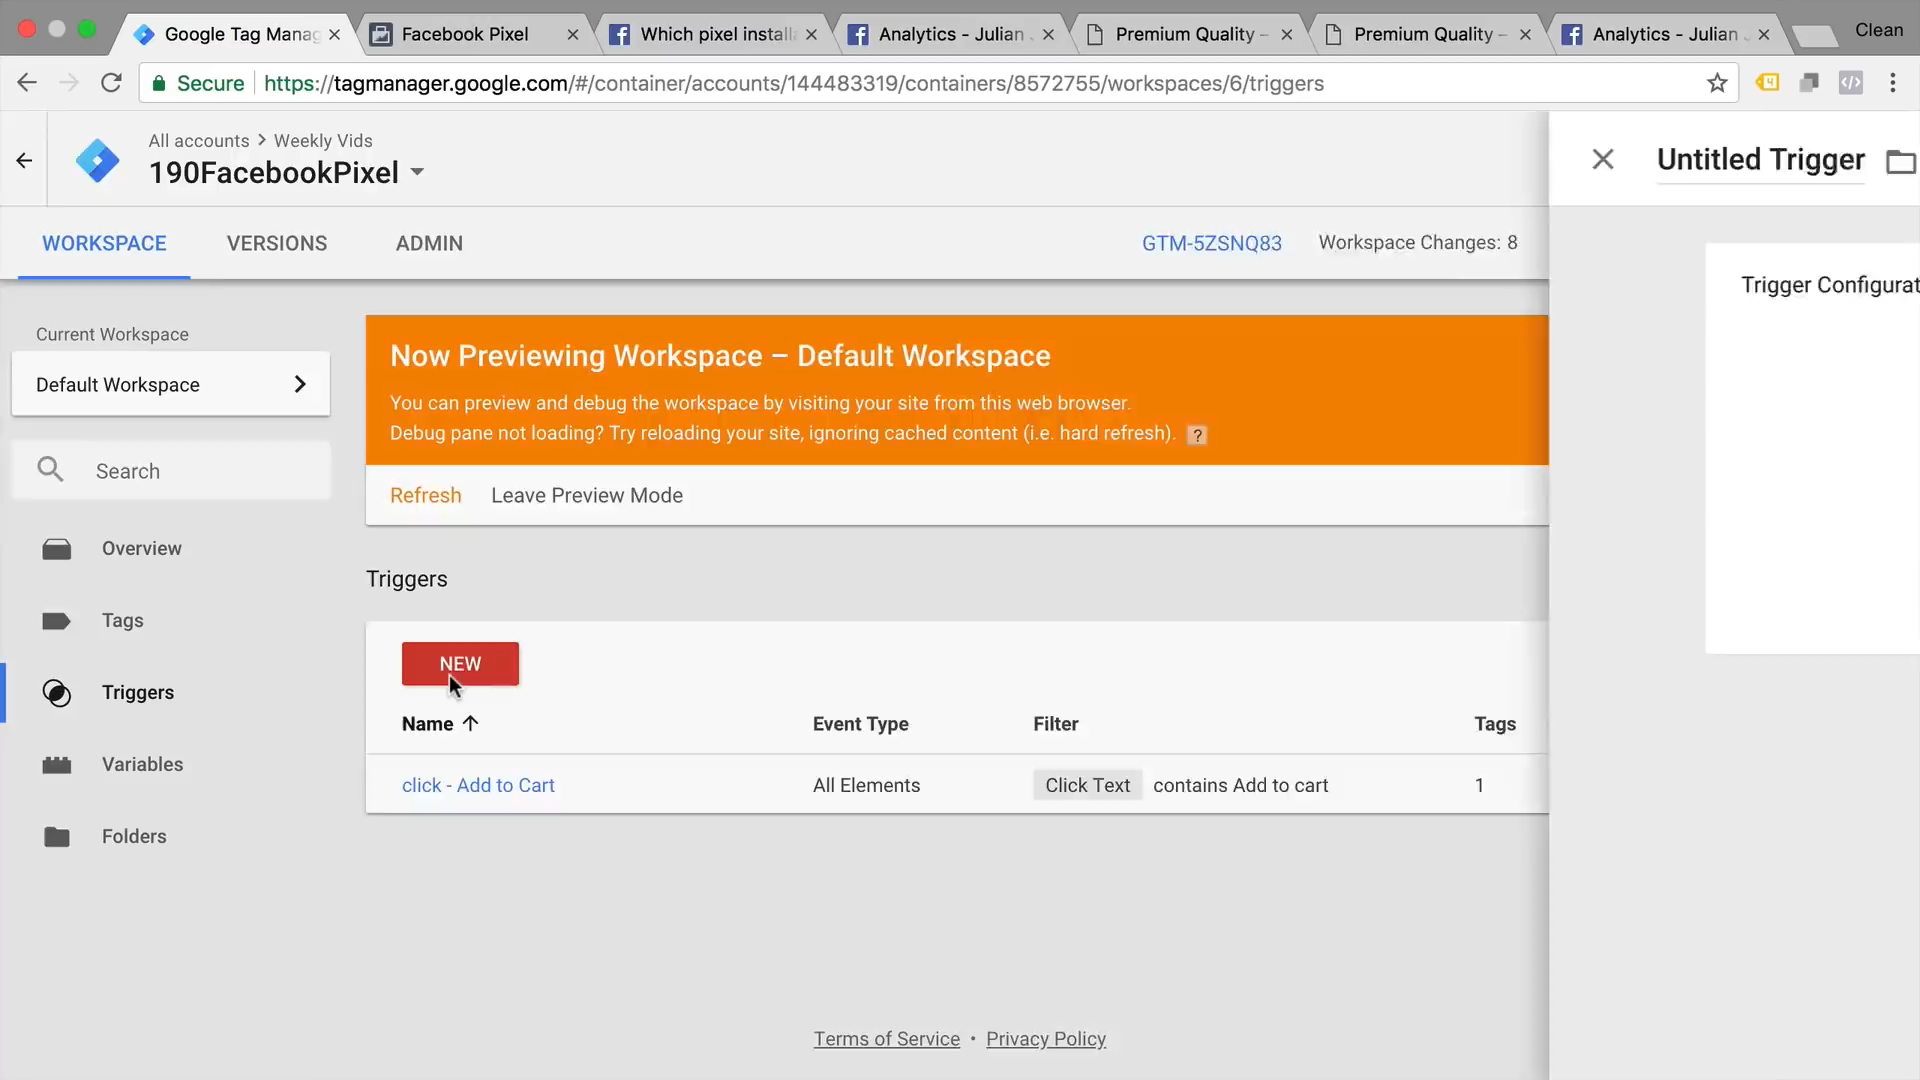 Google Tag Manag
Facebook Pixel
Which pixel install
Analytics - Julian
Premium Quality -
Premium Quality -
Analytics - Julian
Clean
Secure
https://tagmanager.google.com/#/container/accounts/144483319/containers/8572755/workspaces/6/triggers
4
All accounts > Weekly Vids
190FacebookPixel
Untitled Trigger
WORKSPACE
VERSIONS
ADMIN
GTM-5ZSNQ83
Workspace Changes: 8
Trigger Configurat
Current Workspace
Default Workspace
Now Previewing Workspace – Default Workspace
You can preview and debug the workspace by visiting your site from this web browser.
Debug pane not loading? Try reloading your site, ignoring cached content (i.e. hard refresh). ?
Search
Refresh
Leave Preview Mode
Overview
Triggers
Tags
NEW
Triggers
Name
Event Type
Filter
Tags
Variables
click - Add to Cart
All Elements
Click Text contains Add to cart
1
Folders
Terms of Service • Privacy Policy